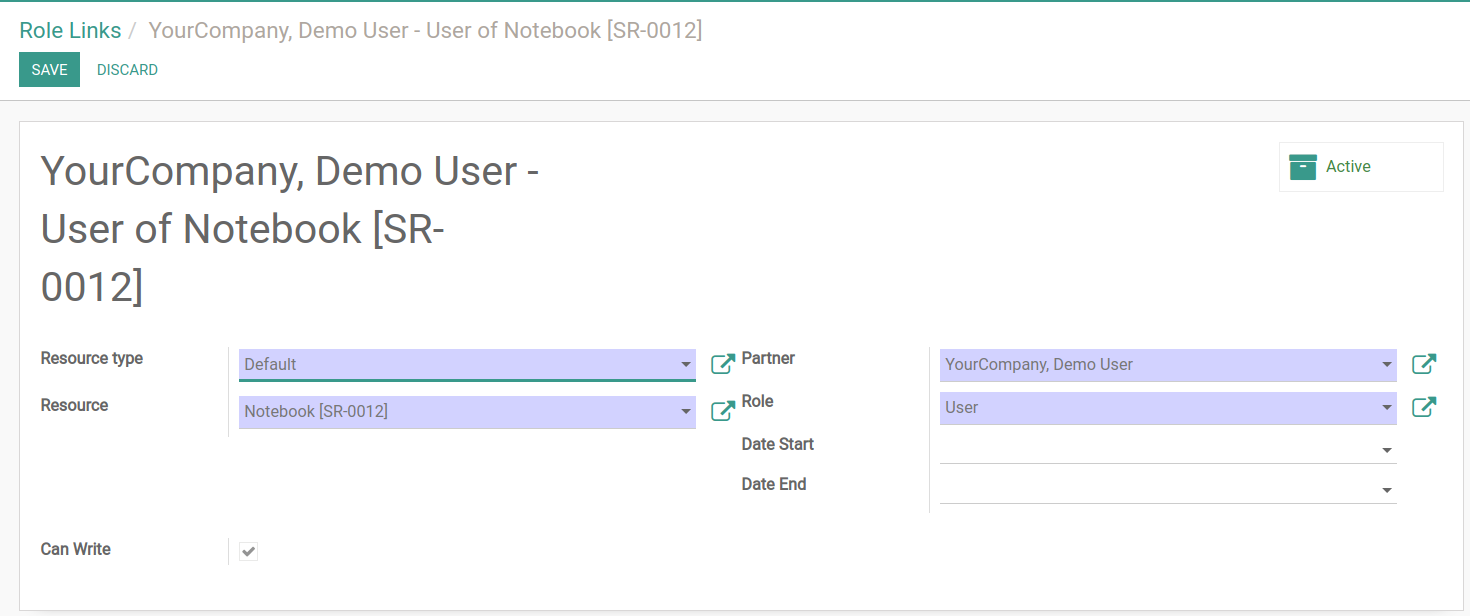 Role Links / YourCompany, Demo User - User of Notebook [SR-0012]
SAVE DISCARD
YourCompany, Demo User -
User of Notebook [SR-
0012]
Active
Resource type
Default
Resource
Notebook [SR-0012]
Partner
YourCompany, Demo User
Role
User
Date Start
Date End
Can Write